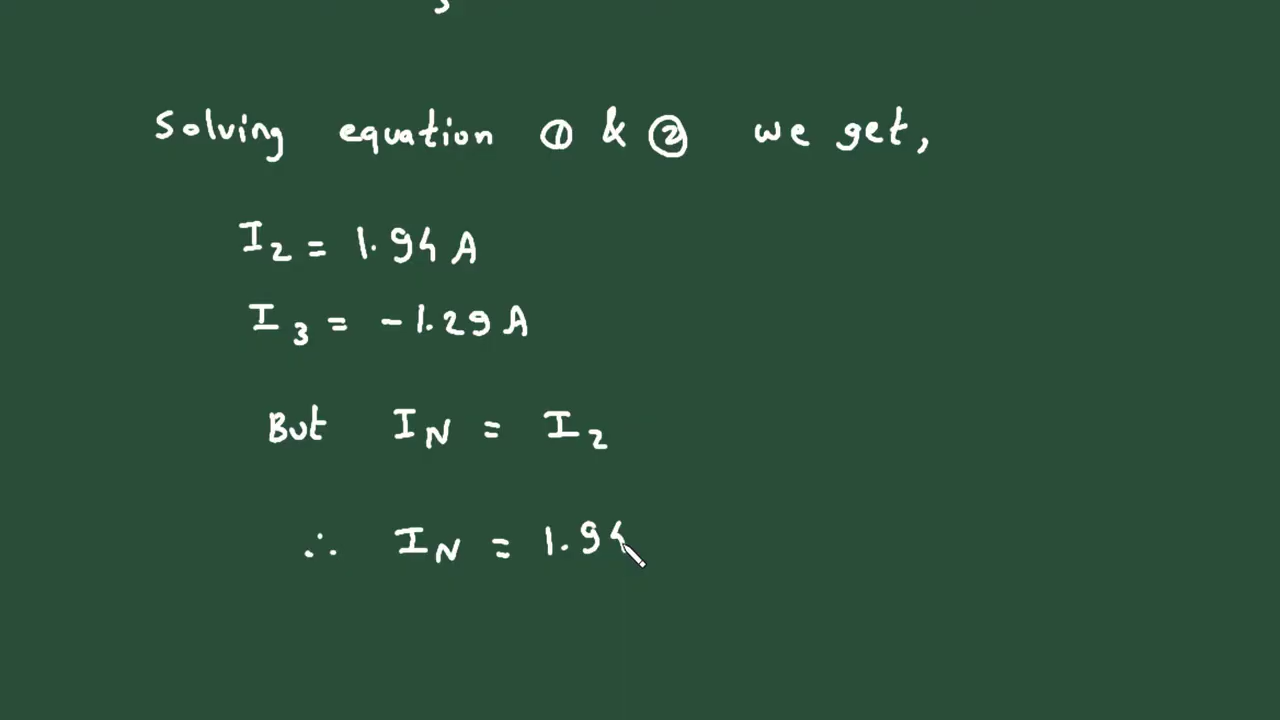 Solving equation ① & ② we get,
I₂ = 1.94 A
I₃ = - 1.29 A
But I_N = I₂
∴ I_N = 1.94